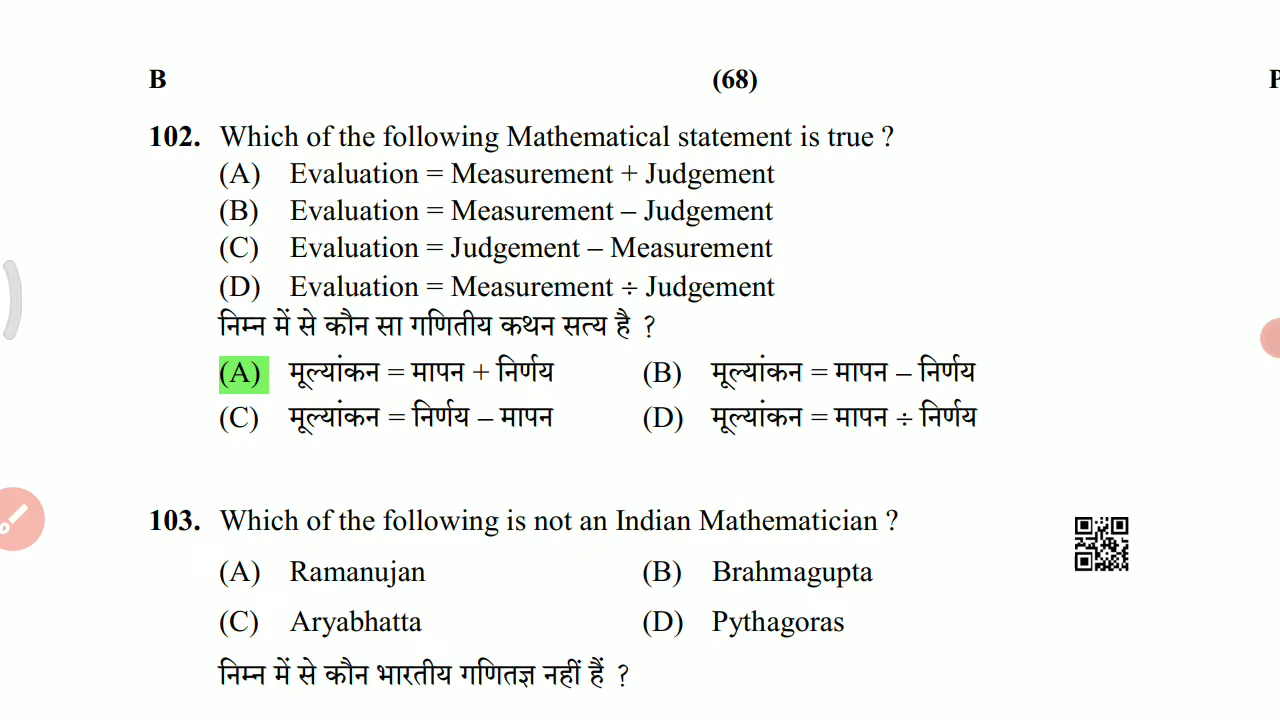 B (68) P
102. Which of the following Mathematical statement is true ?
(A) Evaluation = Measurement + Judgement
(B) Evaluation = Measurement – Judgement
(C) Evaluation = Judgement – Measurement
(D) Evaluation = Measurement ÷ Judgement
निम्न में से कौन सा गणितीय कथन सत्य है ?
(A) मूल्यांकन = मापन + निर्णय (B) मूल्यांकन = मापन – निर्णय
(C) मूल्यांकन = निर्णय – मापन (D) मूल्यांकन = मापन ÷ निर्णय
103. Which of the following is not an Indian Mathematician ?
(A) Ramanujan (B) Brahmagupta
(C) Aryabhatta (D) Pythagoras
निम्न में से कौन भारतीय गणितज्ञ नहीं हैं ?